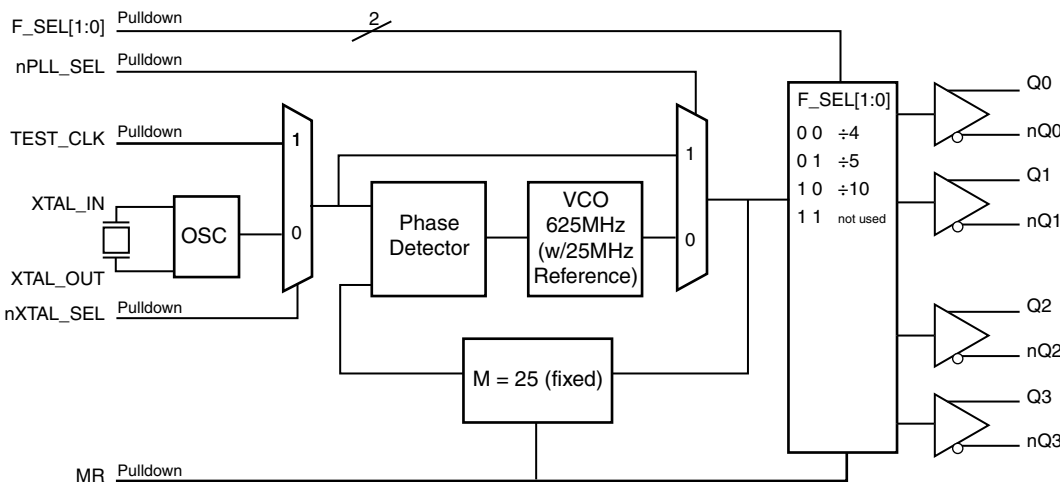 F_SEL[1:0] Pulldown 2
nPLL_SEL Pulldown
TEST_CLK Pulldown
XTAL_IN
XTAL_OUT
nXTAL_SEL Pulldown
MR Pulldown
OSC
1
0
Phase
Detector
VCO
625MHz
(w/25MHz
Reference)
1
0
M = 25 (fixed)
F_SEL[1:0]
0 0 ÷4
0 1 ÷5
1 0 ÷10
1 1 not used
Q0
nQ0
Q1
nQ1
Q2
nQ2
Q3
nQ3